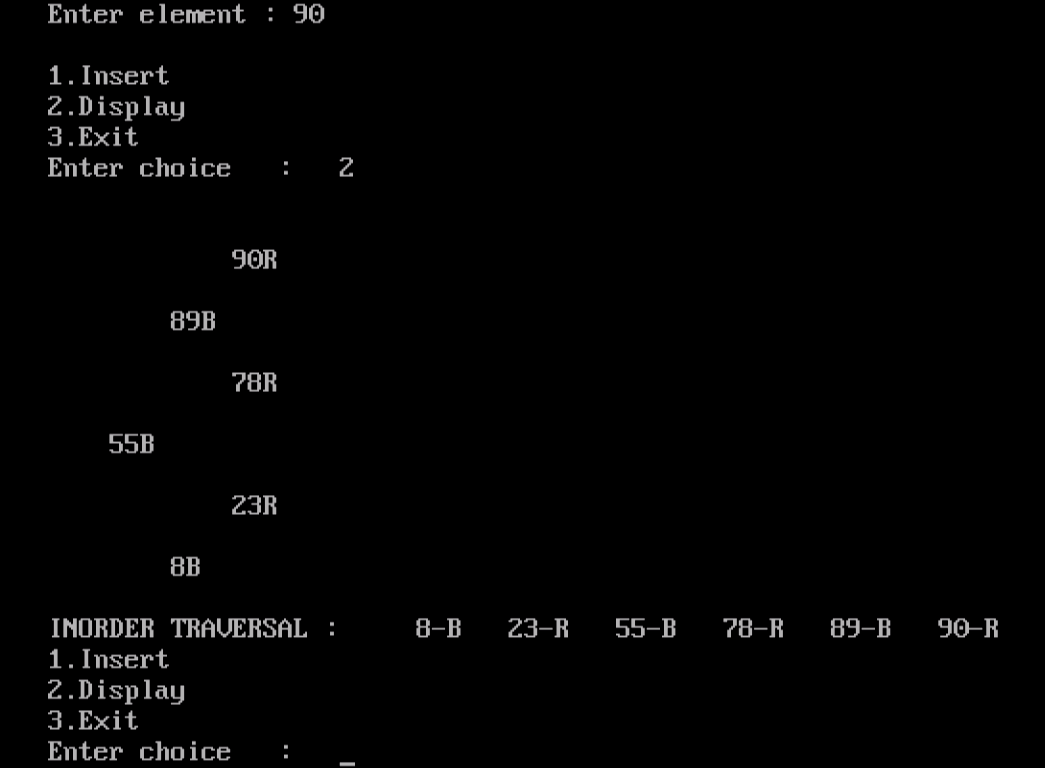 Enter element : 90
1.Insert
2.Display
3.Exit
Enter choice : 2
90R
89B
78R
55B
23R
8B
INORDER TRAVERSAL : 8-B 23-R 55-B 78-R 89-B 90-R
1.Insert
2.Display
3.Exit
Enter choice : _